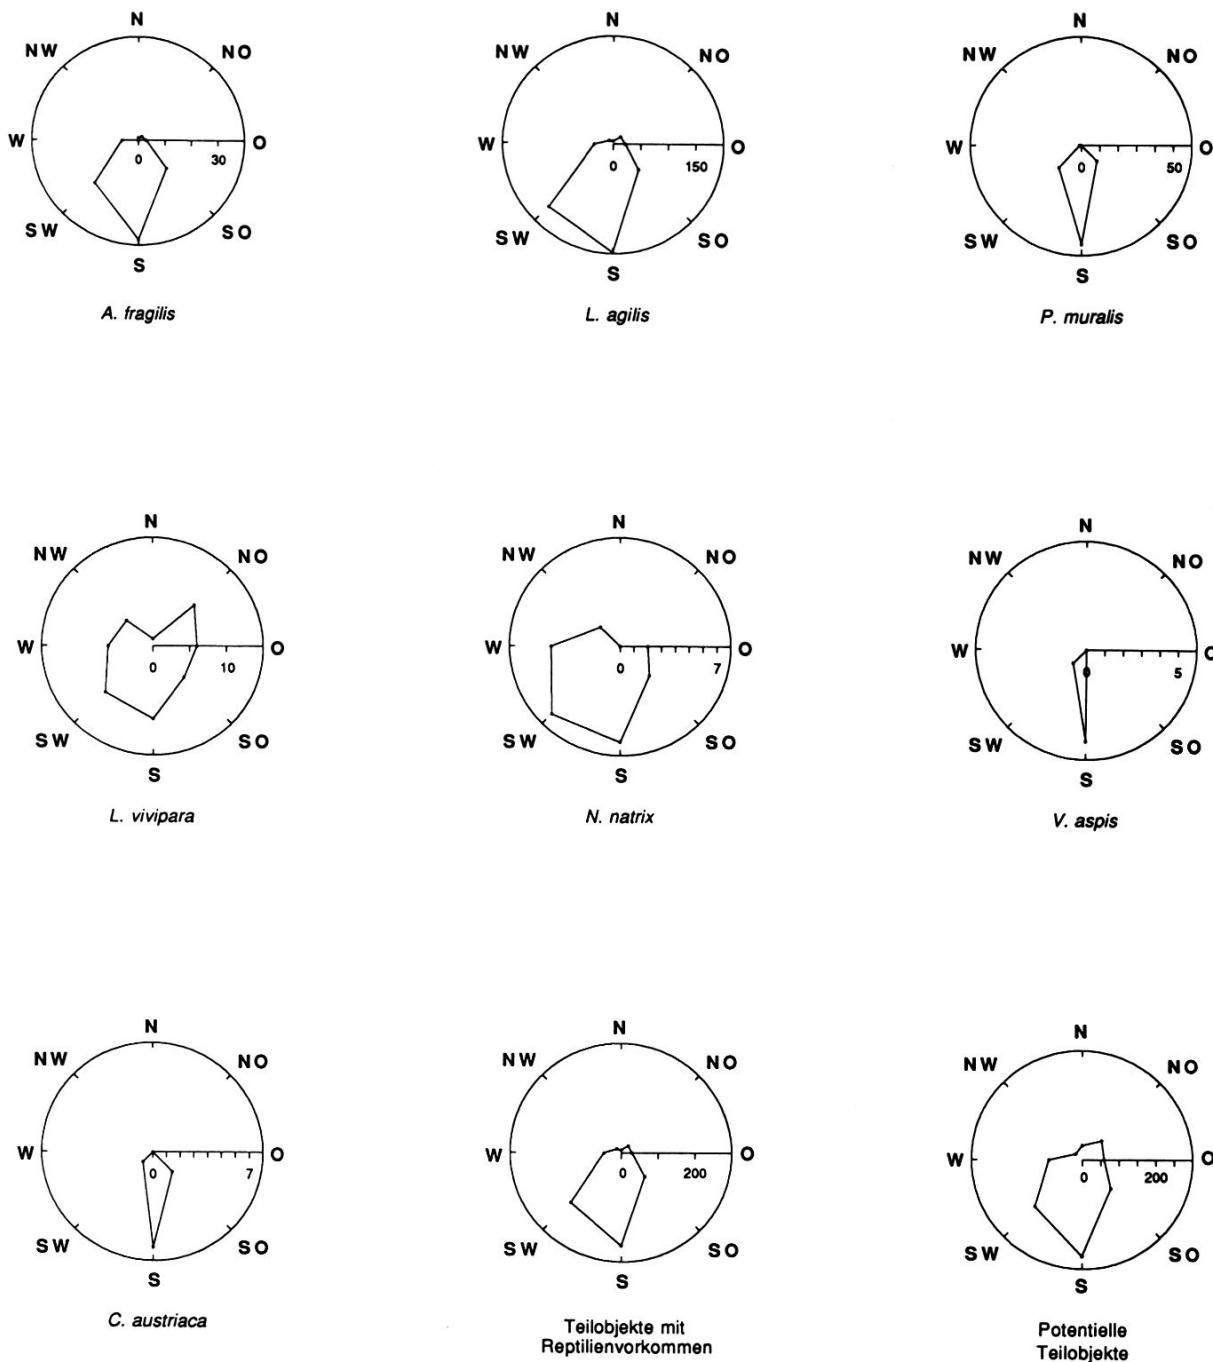 N
NW NO
W O
0 30
SW SO
S
A. fragilis
N
NW NO
W O
0 150
SW SO
S
L. agilis
N
NW NO
W O
0 50
SW SO
S
P. muralis
N
NW NO
W O
0 10
SW SO
S
L. vivipara
N
NW NO
W O
0 7
SW SO
S
N. natrix
N
NW NO
W O
0 5
SW SO
S
V. aspis
N
NW NO
W O
0 7
SW SO
S
C. austriaca
N
NW NO
W O
0 200
SW SO
S
Teilobjekte mit
Reptilienvorkommen
N
NW NO
W O
0 200
SW SO
S
Potentielle
Teilobjekte